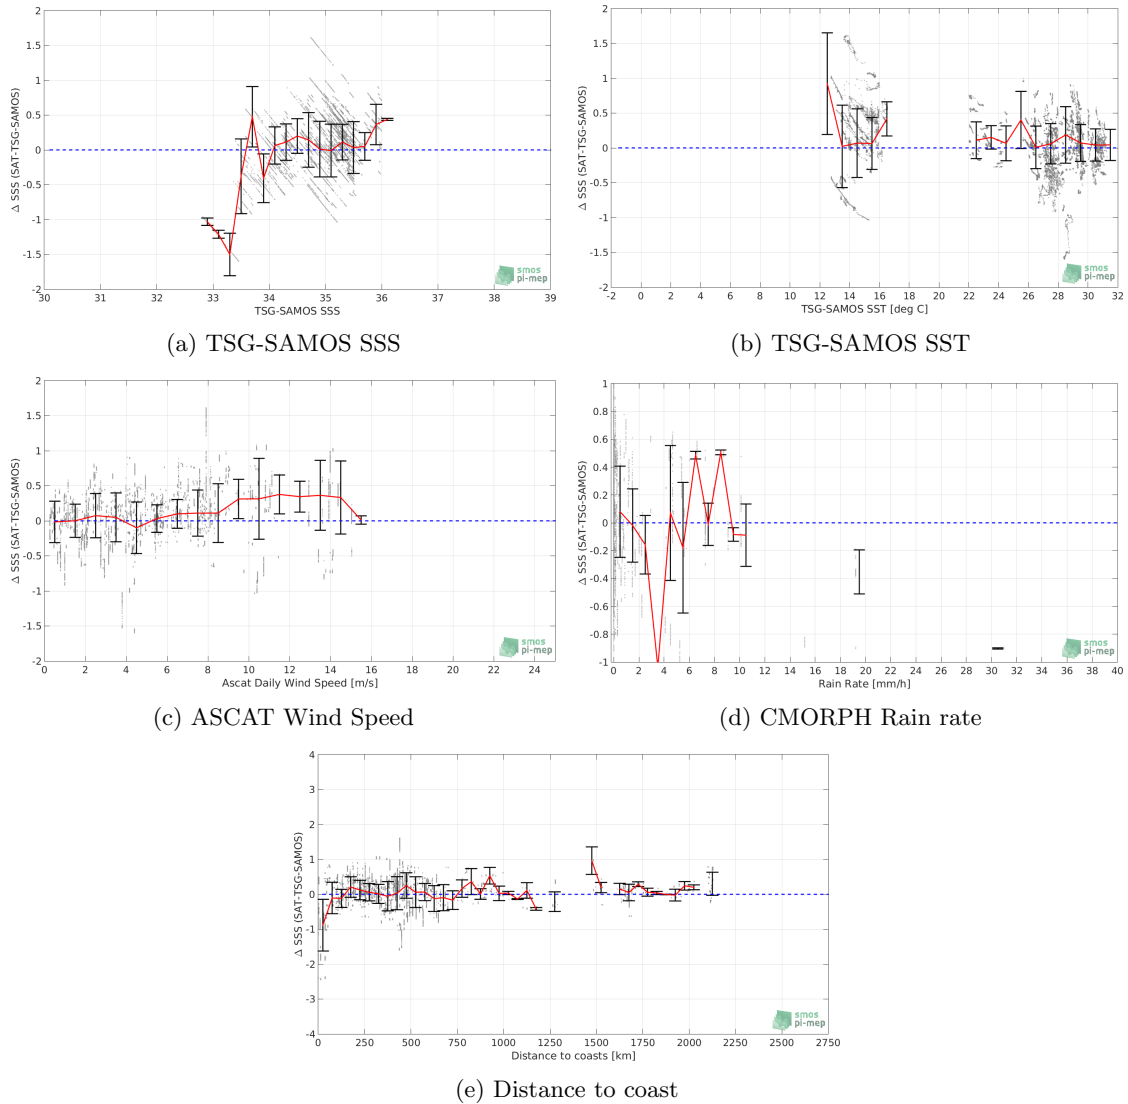 2
1.5
1
0.5
0
-0.5
-1
-1.5
-2
Δ SSS (SAT-TSG-SAMOS)
30 31 32 33 34 35 36 37 38 39
TSG-SAMOS SSS
smos
pi-mep
(a) TSG-SAMOS SSS
2
1.5
1
0.5
0
-0.5
-1
-1.5
-2
Δ SSS (SAT-TSG-SAMOS)
-2 0 2 4 6 8 10 12 14 16 18 20 22 24 26 28 30 32
TSG-SAMOS SST [deg C]
smos
pi-mep
(b) TSG-SAMOS SST
2
1.5
1
0.5
0
-0.5
-1
-1.5
-2
Δ SSS (SAT-TSG-SAMOS)
0 2 4 6 8 10 12 14 16 18 20 22 24
Ascat Daily Wind Speed [m/s]
smos
pi-mep
(c) ASCAT Wind Speed
1
0.8
0.6
0.4
0.2
0
-0.2
-0.4
-0.6
-0.8
-1
Δ SSS (SAT-TSG-SAMOS)
0 2 4 6 8 10 12 14 16 18 20 22 24 26 28 30 32 34 36 38 40
Rain Rate [mm/h]
smos
pi-mep
(d) CMORPH Rain rate
4
3
2
1
0
-1
-2
-3
-4
Δ SSS (SAT-TSG-SAMOS)
0 250 500 750 1000 1250 1500 1750 2000 2250 2500 2750
Distance to coasts [km]
smos
pi-mep
(e) Distance to coast